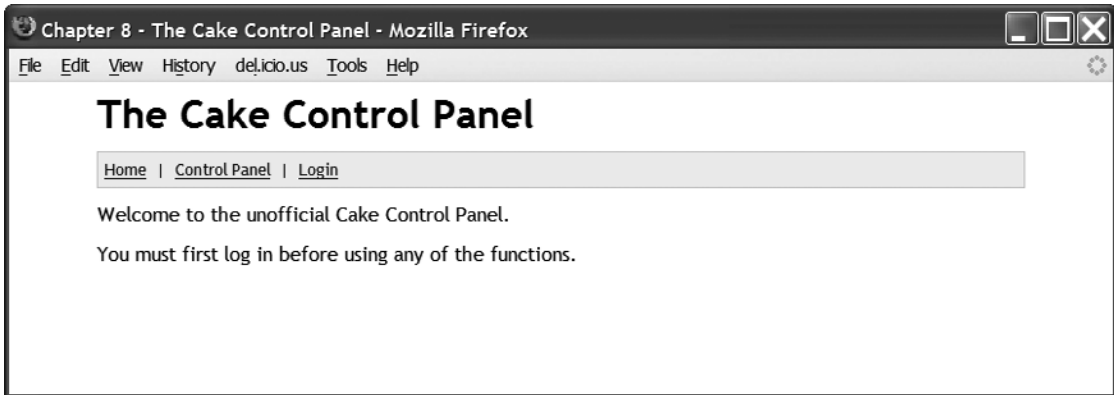 Chapter 8 - The Cake Control Panel - Mozilla Firefox
File Edit View History del.icio.us Tools Help
The Cake Control Panel
Home | Control Panel | Login
Welcome to the unofficial Cake Control Panel.
You must first log in before using any of the functions.